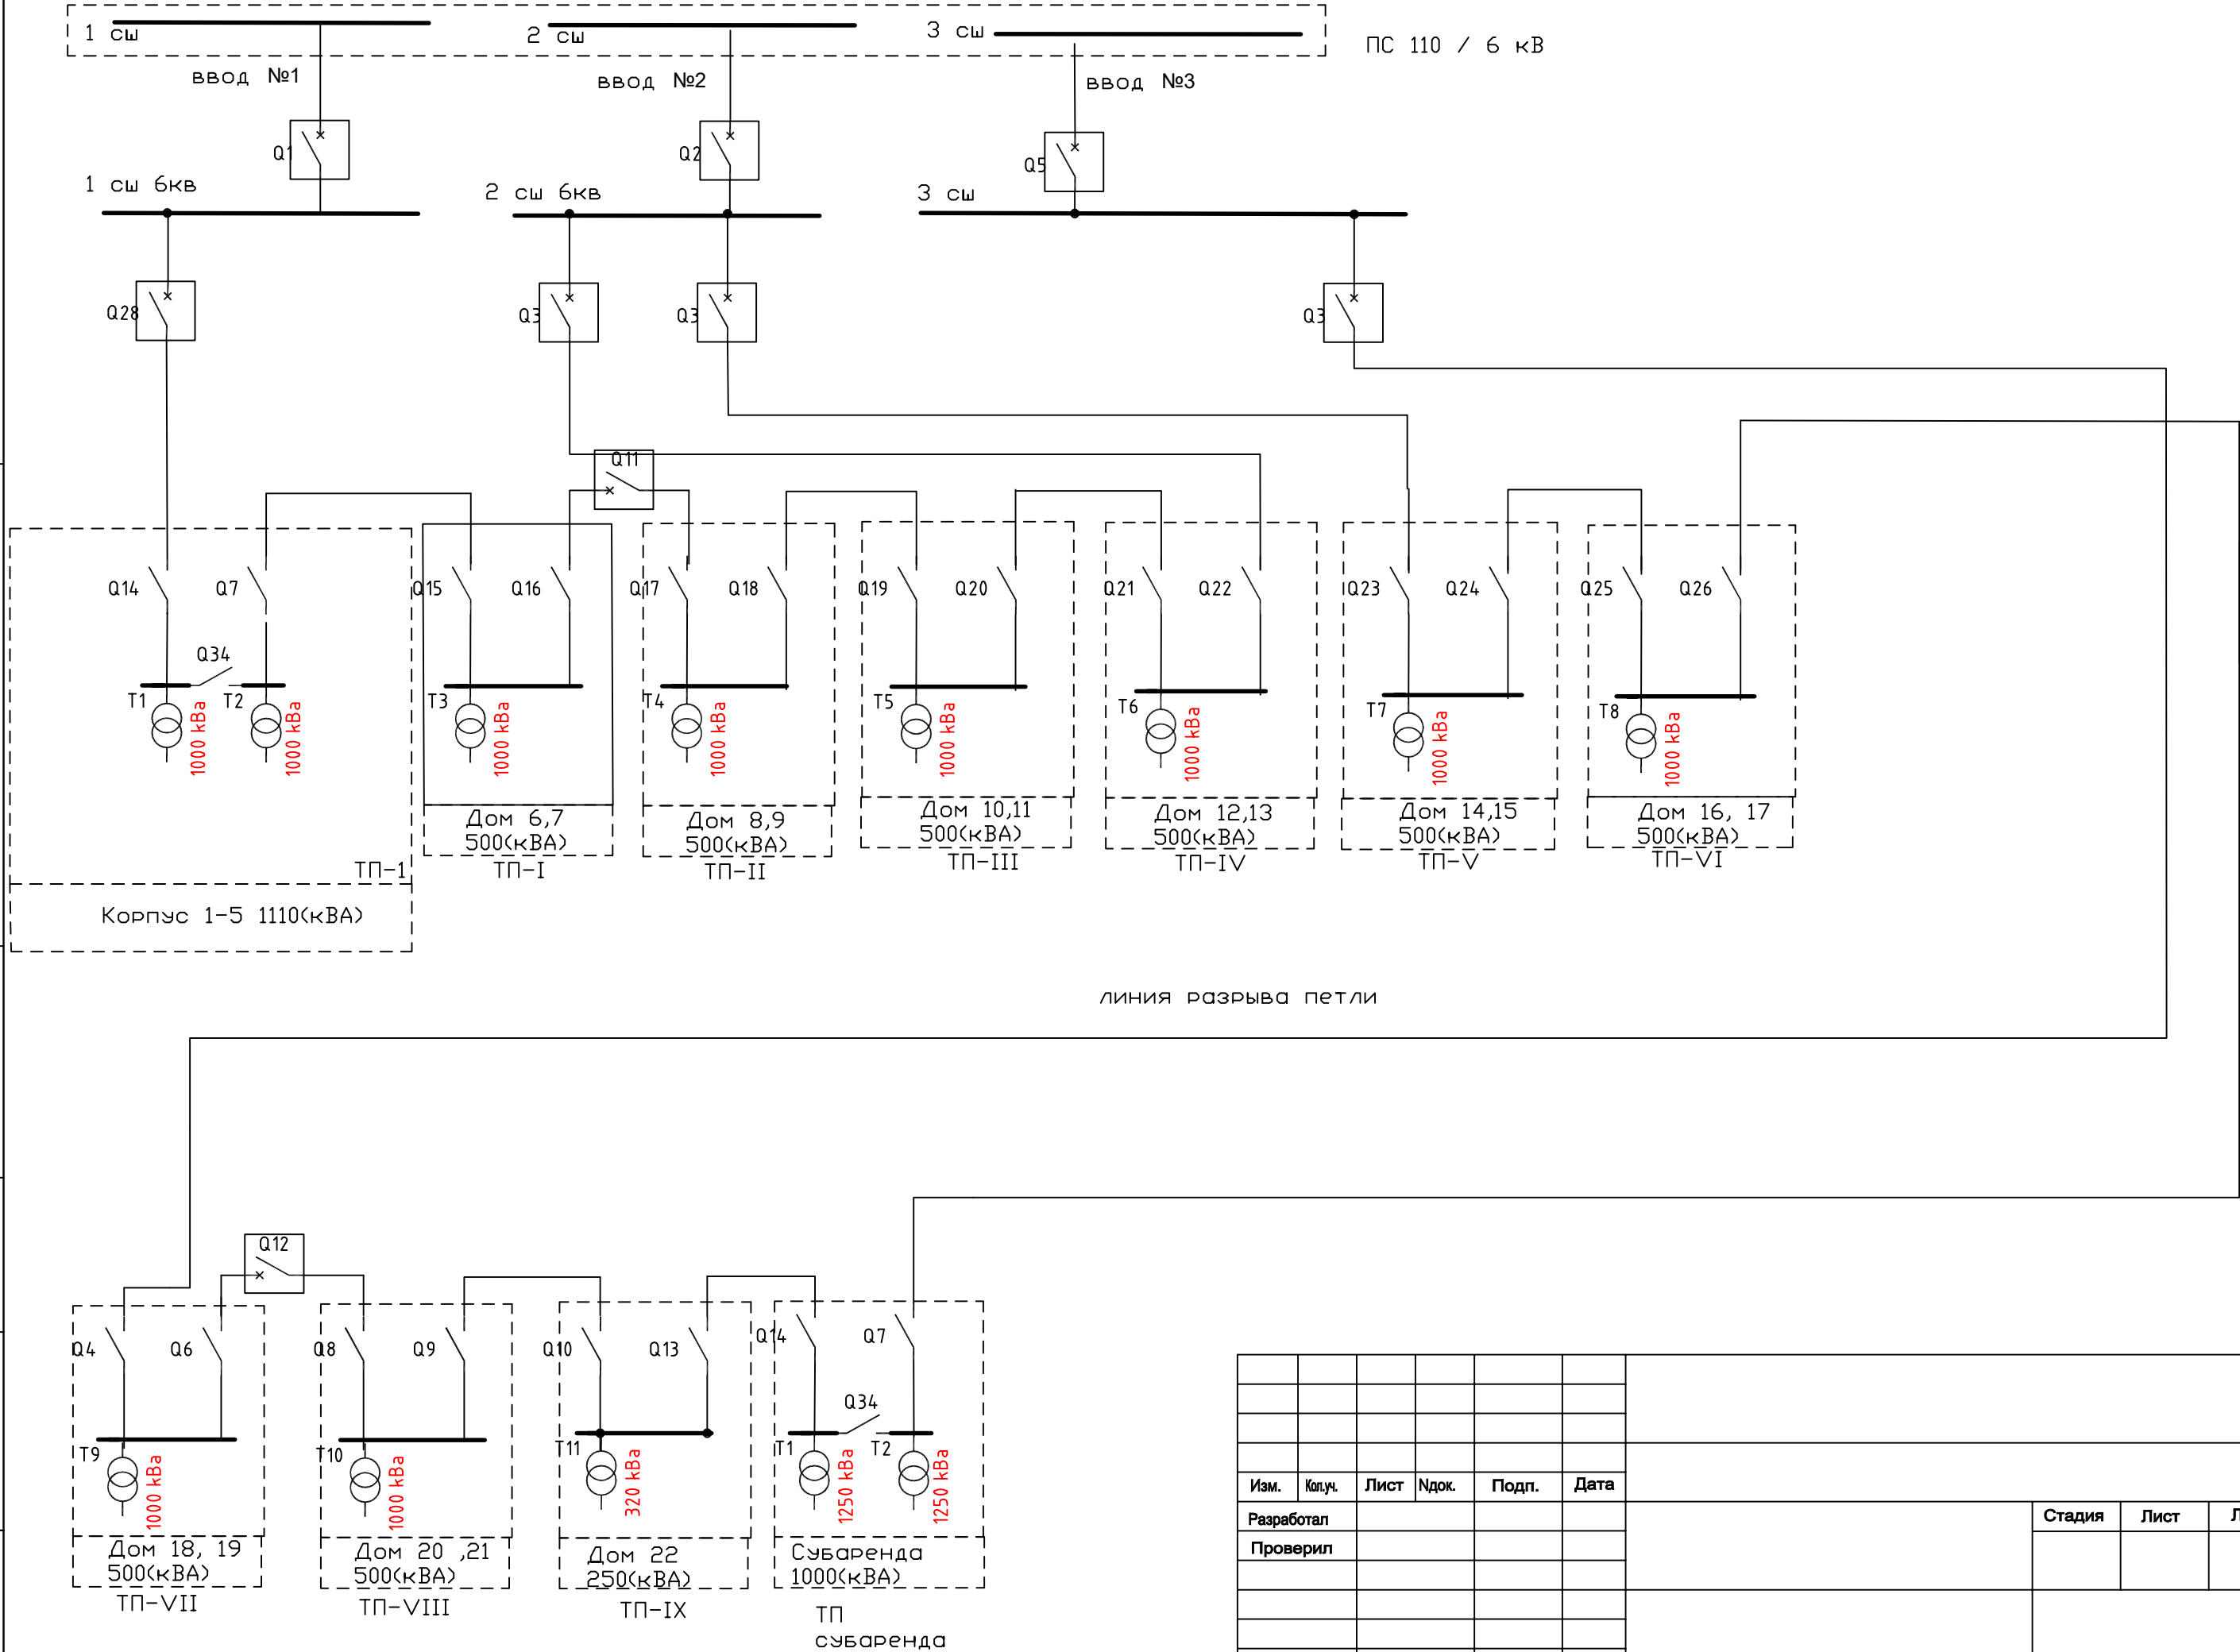 1 сш
2 сш
3 сш
ПС 110 / 6 кВ
ввод №1
ввод №2
ввод №3
Q1
Q2
Q5
1 сш 6кв
2 сш 6кв
3 сш
Q28
Q3
Q3
Q3
Q11
Q14
Q7
Q15
Q16
Q17
Q18
Q19
Q20
Q21
Q22
Q23
Q24
Q25
Q26
Q34
T1
T2
T3
T4
T5
T6
T7
T8
1000 kBa
1000 kBa
1000 kBa
1000 kBa
1000 kBa
1000 kBa
1000 kBa
1000 kBa
Дом 6,7
500(кВА)
ТП-I
Дом 8,9
500(кВА)
ТП-II
Дом 10,11
500(кВА)
ТП-III
Дом 12,13
500(кВА)
ТП-IV
Дом 14,15
500(кВА)
ТП-V
Дом 16, 17
500(кВА)
ТП-VI
ТП-1
Корпус 1-5 1110(кВА)
линия разрыва петли
Q12
Q4
Q6
Q8
Q9
Q10
Q13
Q14
Q7
Q34
T9
T10
T11
T1
T2
1000 kBa
1000 kBa
320 kBa
1250 kBa
1250 kBa
Дом 18, 19
500(кВА)
ТП-VII
Дом 20 ,21
500(кВА)
ТП-VIII
Дом 22
250(кВА)
ТП-IX
Субаренда
1000(кВА)
ТП
субаренда
Изм. Кол.уч. Лист Nдок. Подп. Дата
Разработал
Проверил
Стадия Лист